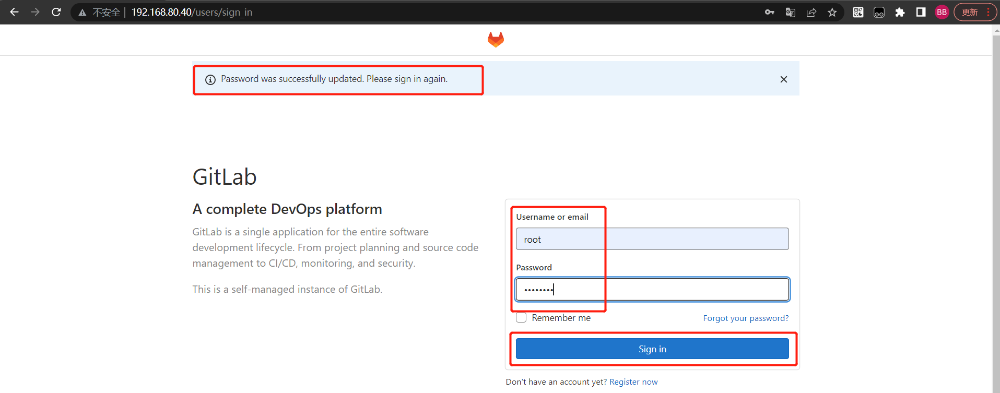 不安全 192.168.80.40/users/sign_in
BB
更新
Password was successfully updated. Please sign in again.
GitLab
A complete DevOps platform
GitLab is a single application for the entire software
development lifecycle. From project planning and source code
management to CI/CD, monitoring, and security.
This is a self-managed instance of GitLab.
Username or email
root
Password
Remember me
Forgot your password?
Sign in
Don't have an account yet? Register now